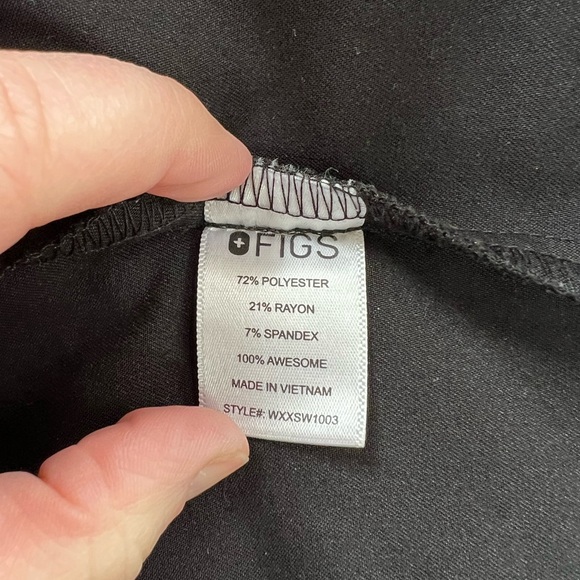 FIGS
72% POLYESTER
21% RAYON
7% SPANDEX
100% AWESOME
MADE IN VIETNAM
STYLE#: WXXSW1003